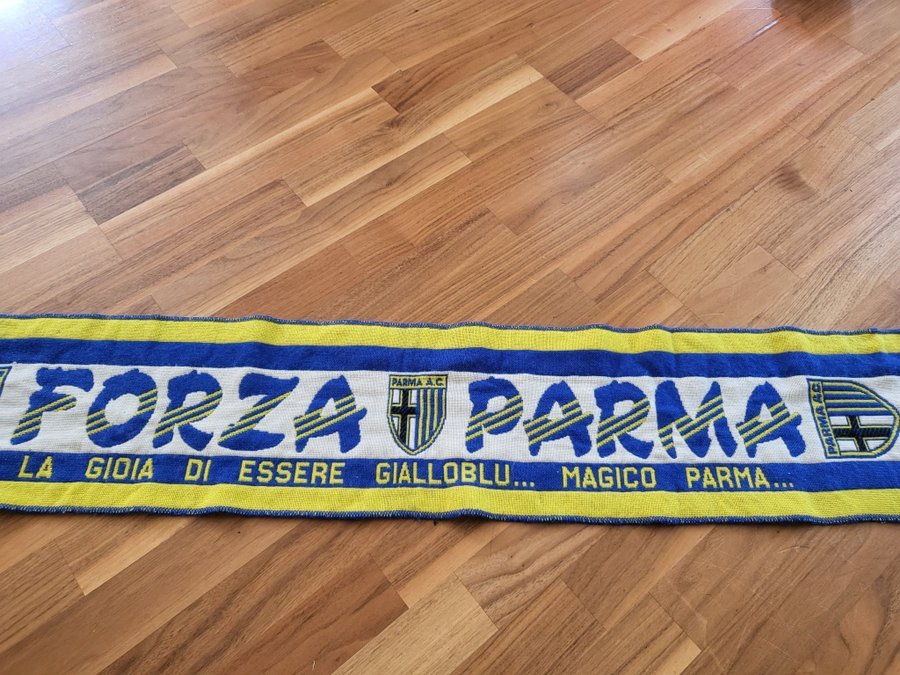 FORZA PARMA A.C. PARMA PARMA A.C.
LA GIOIA DI ESSERE GIALLOBLU... MAGICO PARMA...